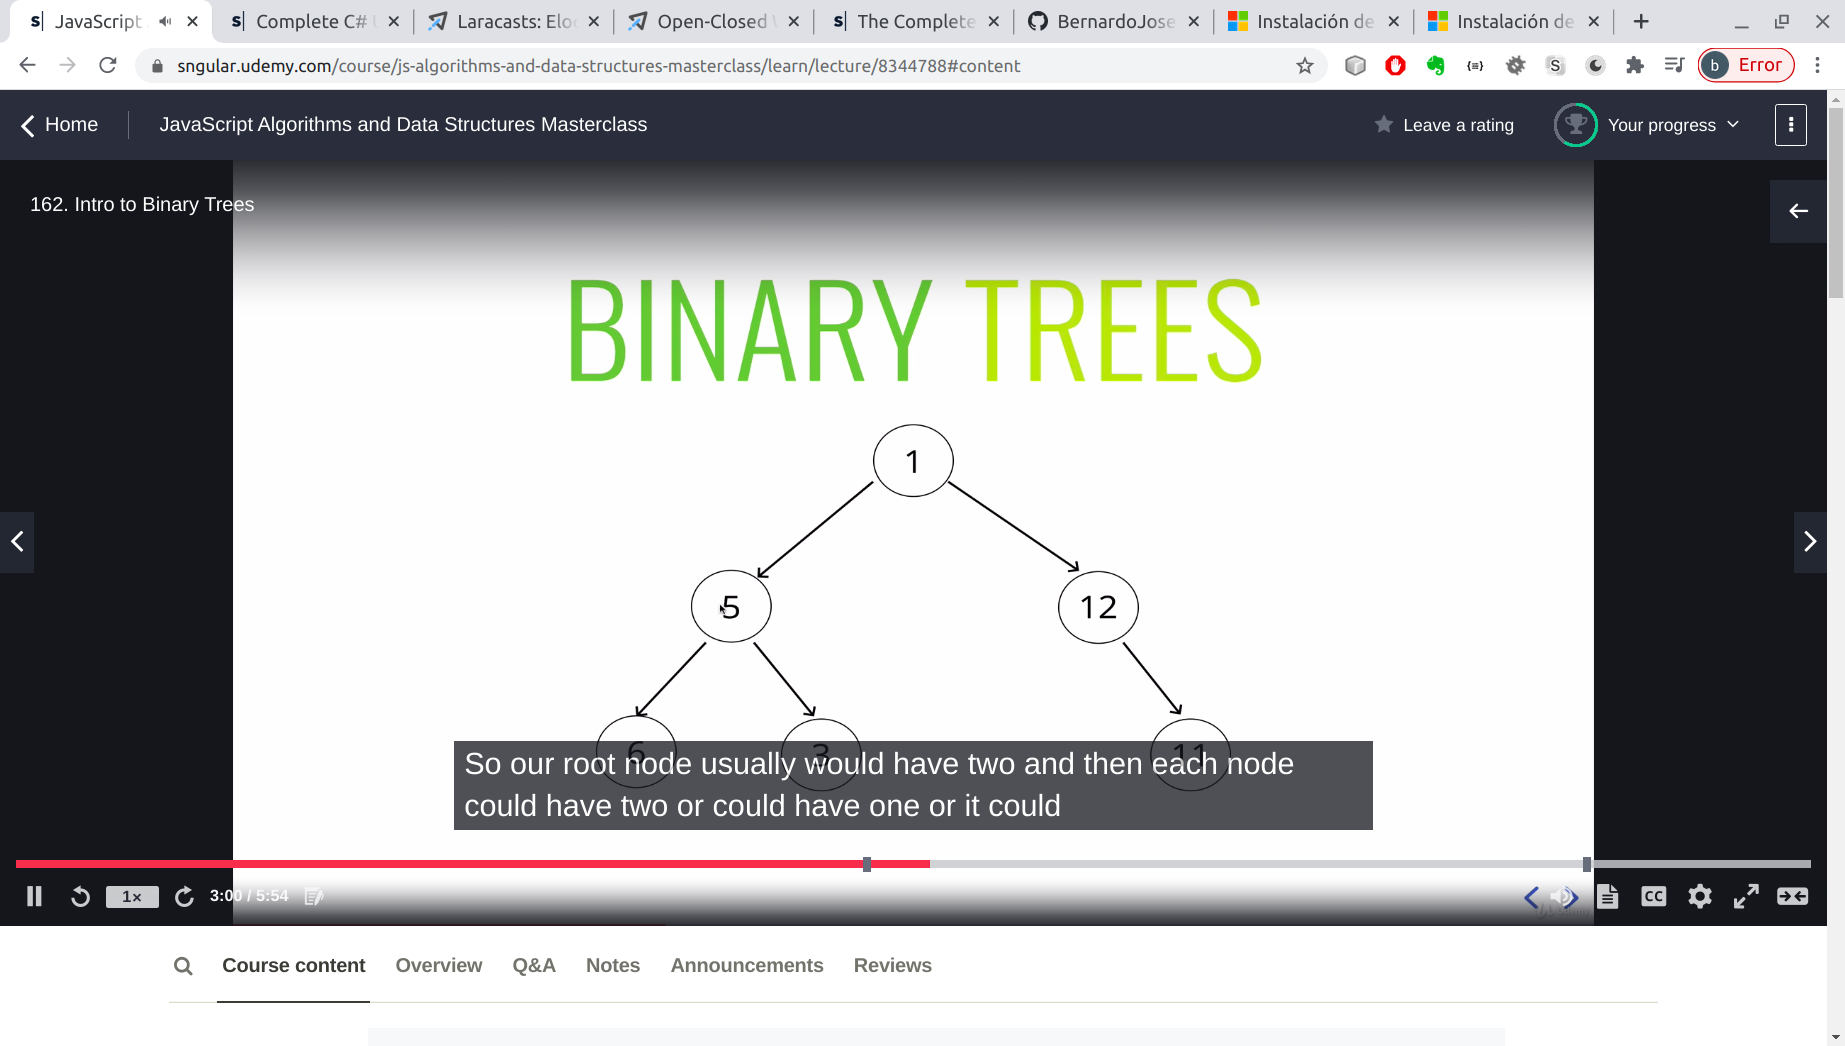 s| JavaScript
s| Complete C#
Laracasts: Elo
Open-Closed
s| The Complete
BernardoJose
Instalación de
Instalación de
sngular.udemy.com/course/js-algorithms-and-data-structures-masterclass/learn/lecture/8344788#content
S
b Error
Home
JavaScript Algorithms and Data Structures Masterclass
Leave a rating
Your progress
162. Intro to Binary Trees
BINARY TREES
1
5
12
6
3
11
So our root node usually would have two and then each node
could have two or could have one or it could
1×
3:00 / 5:54
CC
Course content
Overview
Q&A
Notes
Announcements
Reviews